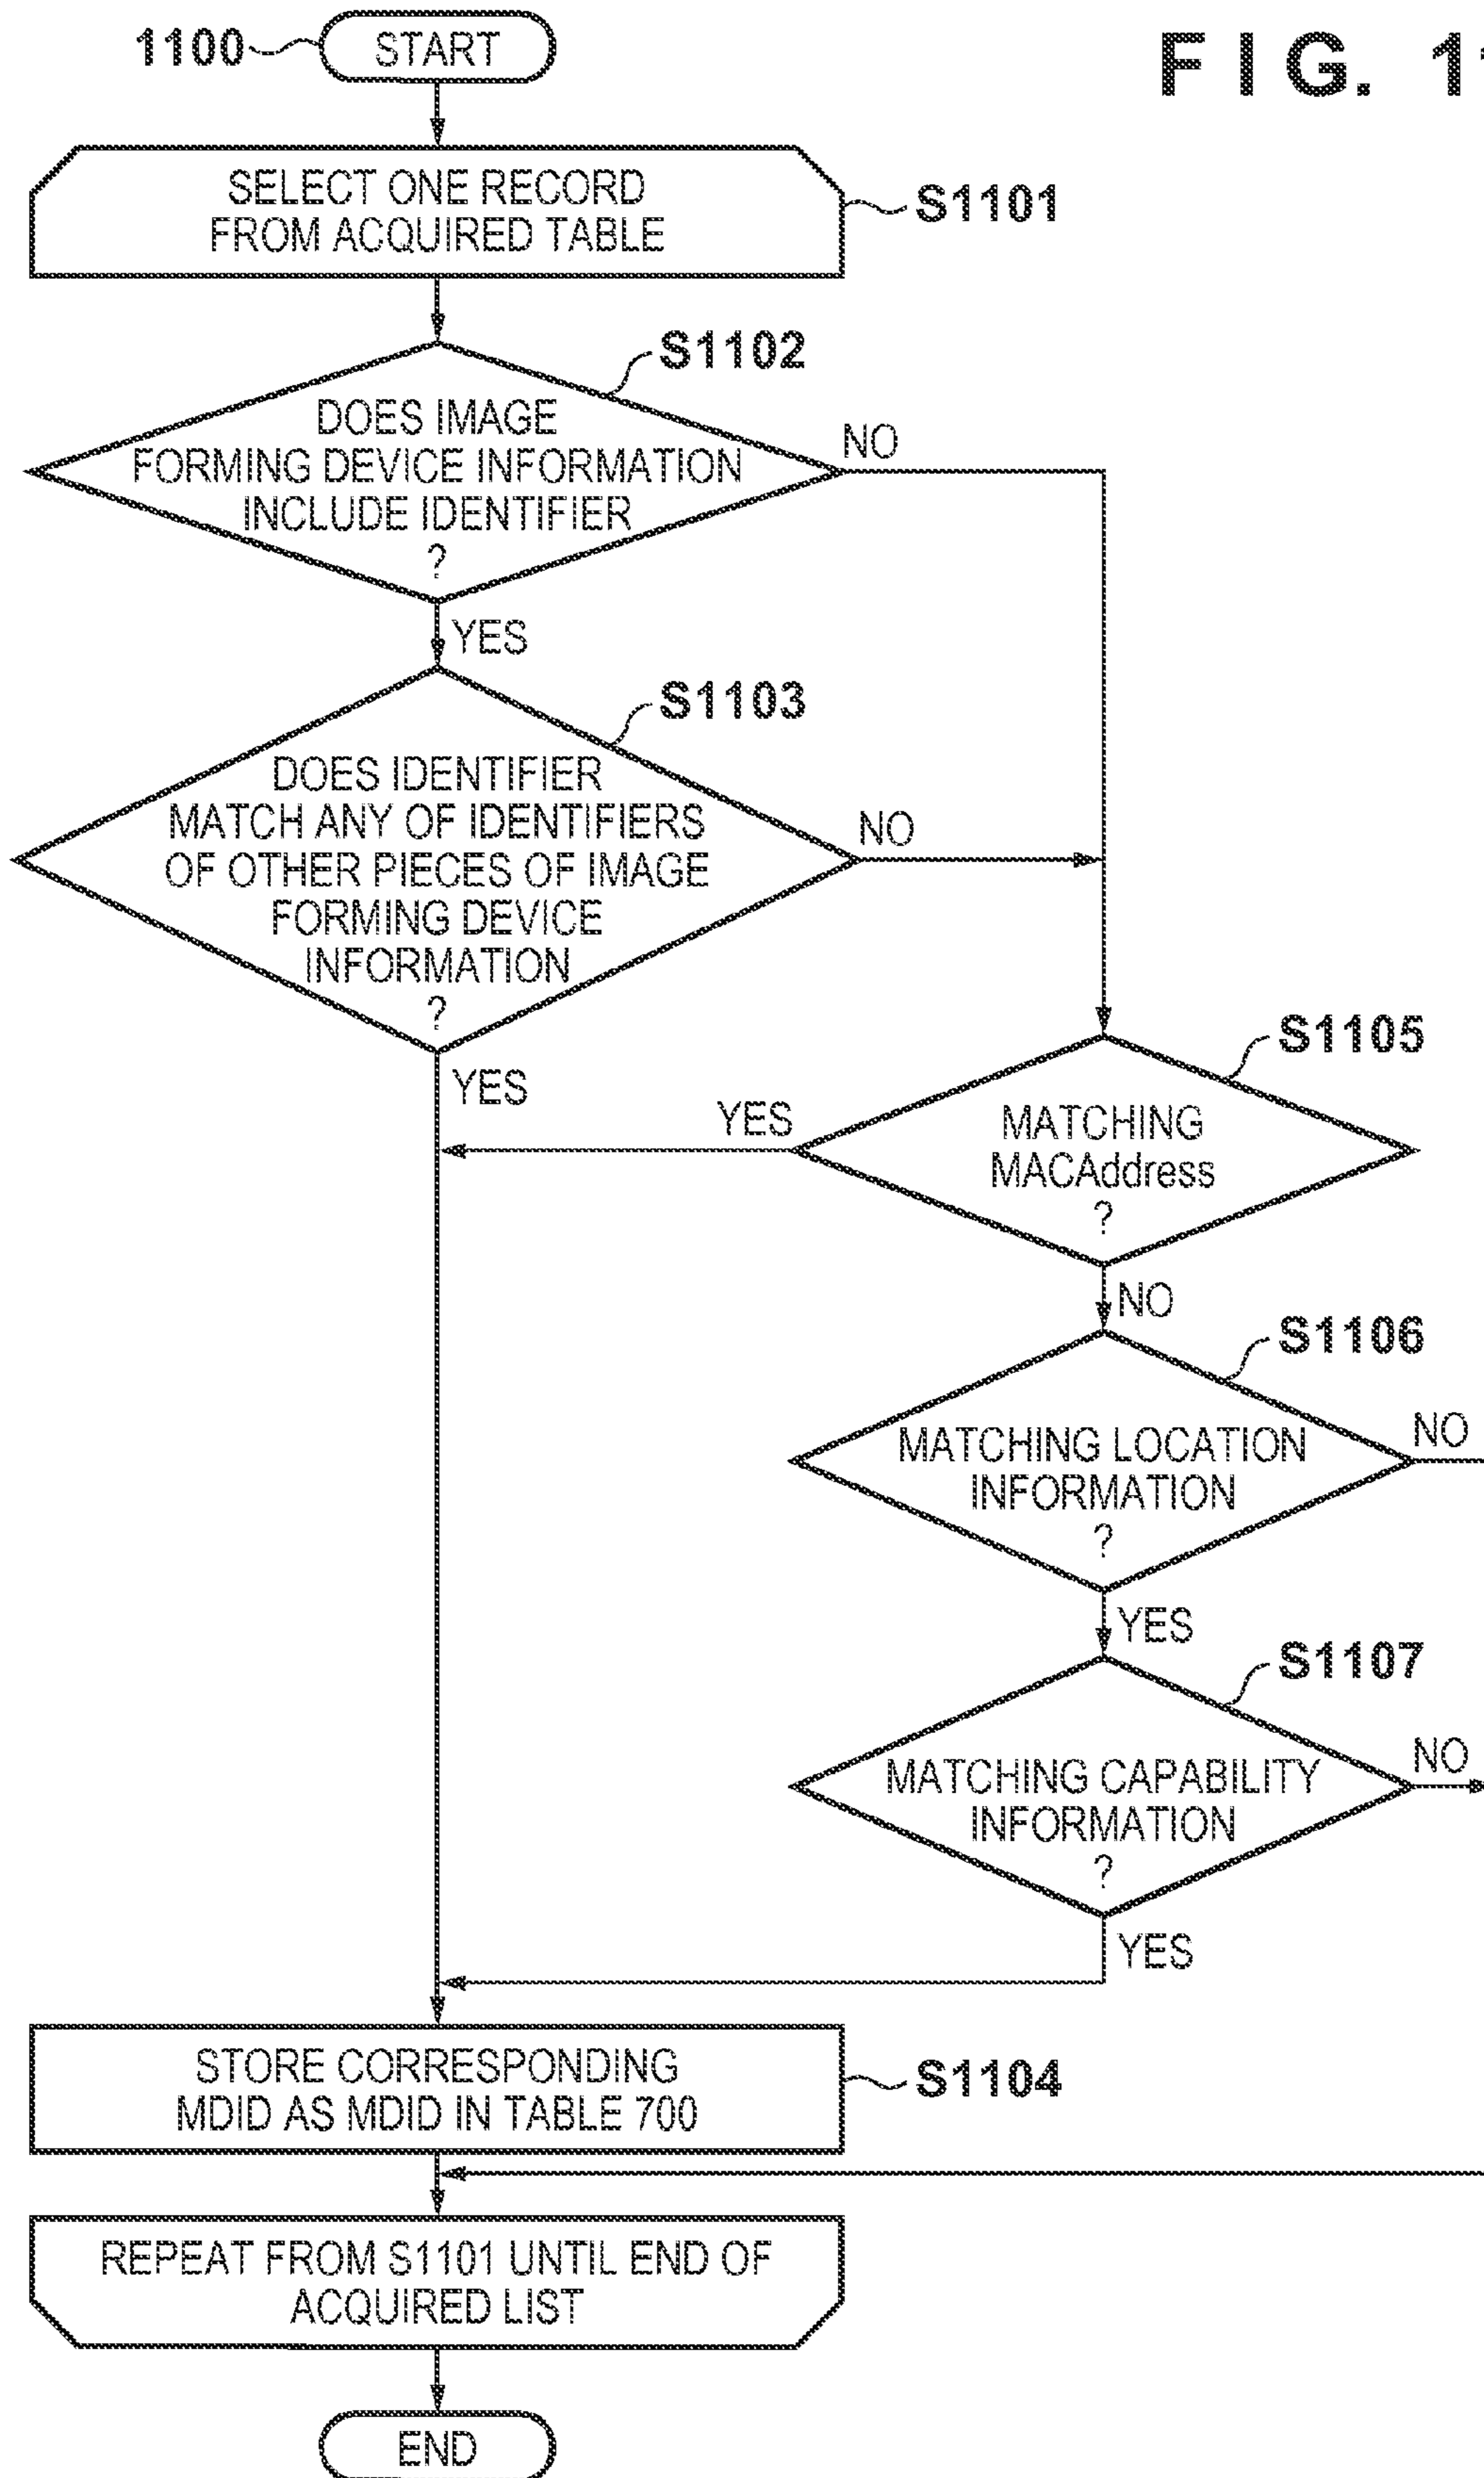 FIG. 11
1100
START
SELECT ONE RECORD
FROM ACQUIRED TABLE
S1101
S1102
DOES IMAGE
FORMING DEVICE INFORMATION
INCLUDE IDENTIFIER
?
NO
YES
S1103
DOES IDENTIFIER
MATCH ANY OF IDENTIFIERS
OF OTHER PIECES OF IMAGE
FORMING DEVICE
INFORMATION
?
NO
YES
S1105
MATCHING
MACAddress
?
YES
NO
S1106
MATCHING LOCATION
INFORMATION
?
NO
YES
S1107
MATCHING CAPABILITY
INFORMATION
?
NO
YES
STORE CORRESPONDING
MDID AS MDID IN TABLE 700
S1104
REPEAT FROM S1101 UNTIL END OF
ACQUIRED LIST
END